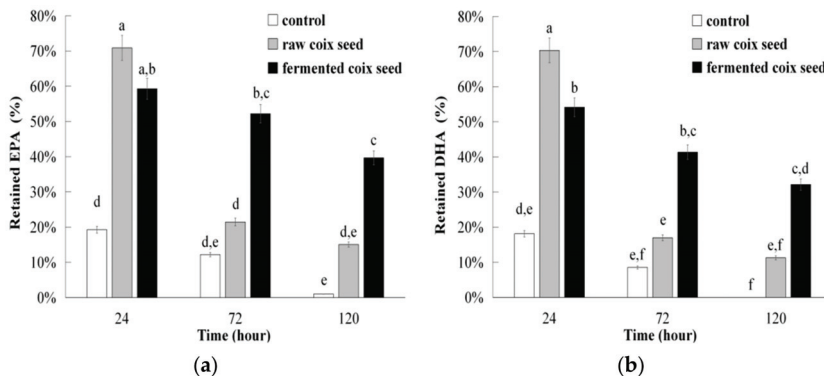 control
raw coix seed
fermented coix seed
Retained EPA (%)
80%
70%
60%
50%
40%
30%
20%
10%
0%
a
a,b
b,c
c
d
d,e
d
d,e
e
24
72
120
Time (hour)
(a)
control
raw coix seed
fermented coix seed
Retained DHA (%)
80%
70%
60%
50%
40%
30%
20%
10%
0%
a
b
b,c
c,d
d,e
e,f
e
f
e,f
24
72
120
Time (hour)
(b)